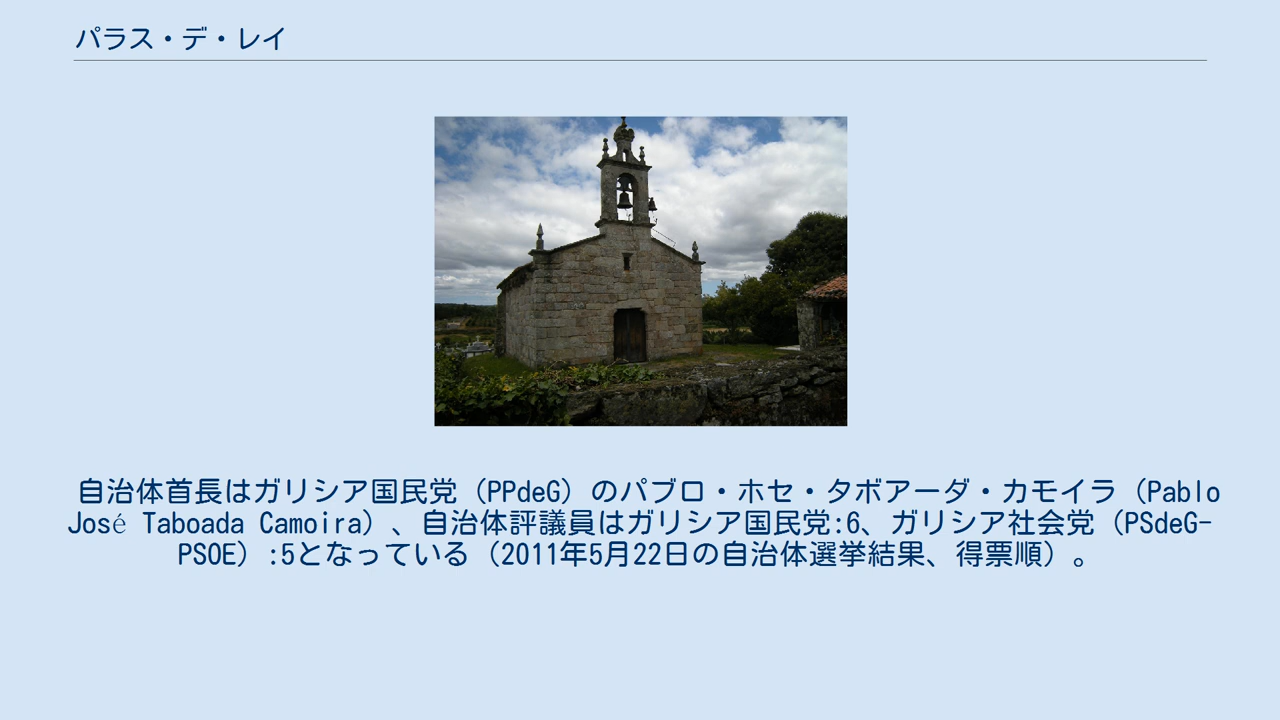 パラス・デ・レイ
自治体首長はガリシア国民党（PPdeG）のパブロ・ホセ・タボアーダ・カモイラ（Pablo
José Taboada Camoira）、自治体評議員はガリシア国民党:6、ガリシア社会党（PSdeG-
PSOE）:5となっている（2011年5月22日の自治体選挙結果、得票順）。